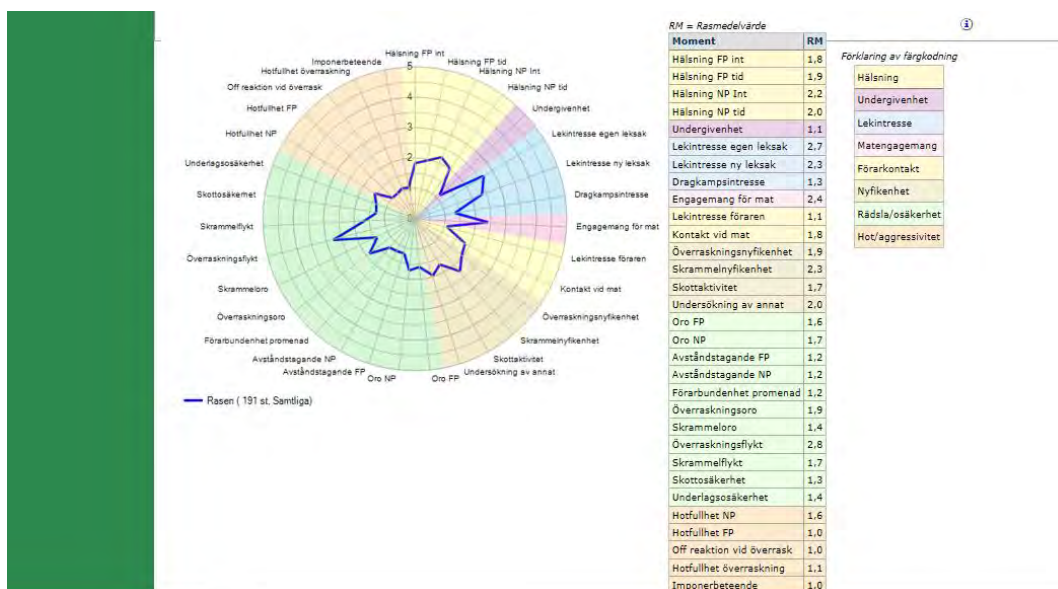 Hälsning FP int
Hälsning FP tid
Hälsning NP Int
Hälsning NP tid
Undergivenhet
Lekintresse egen leksak
Lekintresse ny leksak
Dragkampsintresse
Engagemang för mat
Lekintresse föraren
Kontakt vid mat
Överraskningsnyfikenhet
Skrammelnyfikenhet
Skottaktivitet
Undersökning av annat
Oro FP
Oro NP
Avståndstagande FP
Avståndstagande NP
Förarbundenhet promenad
Överraskningsoro
Skrammeloro
Överraskningsflykt
Skrammelflykt
Skottosäkerhet
Underlagsosäkerhet
Hotfullhet NP
Hotfullhet FP
Off reaktion vid överrask
Hotfullhet överraskning
Imponerbeteende
5
4
3
2
Rasen ( 191 st. Samtliga)
RM = Rasmedelvärde
Moment RM
Hälsning FP int 1,8
Hälsning FP tid 1,9
Hälsning NP Int 2,2
Hälsning NP tid 2,0
Undergivenhet 1,1
Lekintresse egen leksak 2,7
Lekintresse ny leksak 2,3
Dragkampsintresse 1,3
Engagemang för mat 2,4
Lekintresse föraren 1,1
Kontakt vid mat 1,8
Överraskningsnyfikenhet 1,9
Skrammelnyfikenhet 2,3
Skottaktivitet 1,7
Undersökning av annat 2,0
Oro FP 1,6
Oro NP 1,7
Avståndstagande FP 1,2
Avståndstagande NP 1,2
Förarbundenhet promenad 1,2
Överraskningsoro 1,9
Skrammeloro 1,4
Överraskningsflykt 2,8
Skrammelflykt 1,7
Skottosäkerhet 1,3
Underlagsosäkerhet 1,4
Hotfullhet NP 1,6
Hotfullhet FP 1,0
Off reaktion vid överrask 1,0
Hotfullhet överraskning 1,1
Imponerbeteende 1,0
i
Förklaring av färgkodning
Hälsning
Undergivenhet
Lekintresse
Matengagemang
Förarkontakt
Nyfikenhet
Rädsla/osäkerhet
Hot/aggressivitet